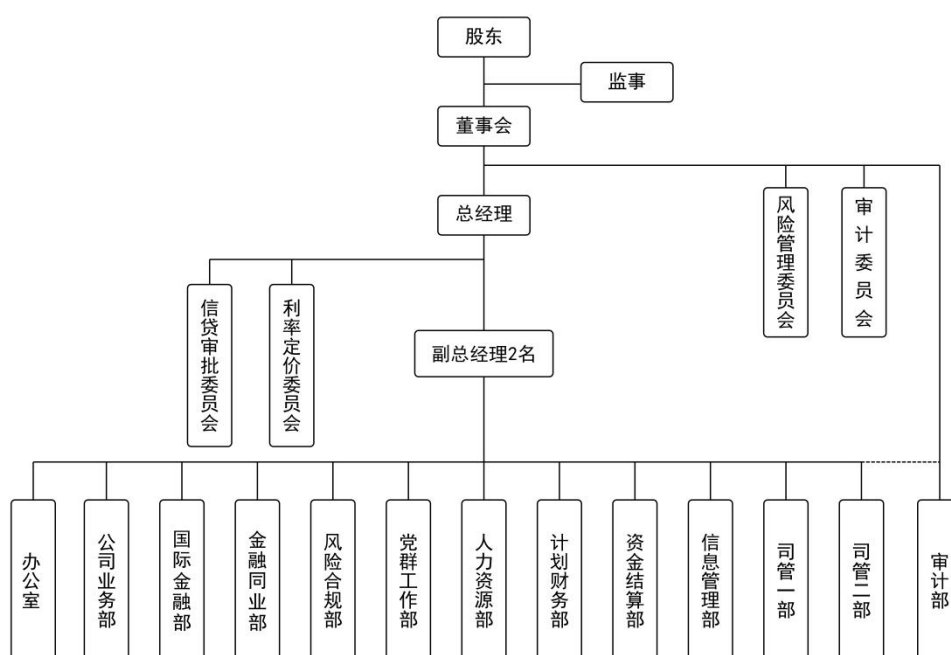 股东
监事
董事会
总经理
风险管理委员会
审计委员会
信贷审批委员会
利率定价委员会
副总经理2名
办公室
公司业务部
国际金融部
金融同业部
风险合规部
党群工作部
人力资源部
计划财务部
资金结算部
信息管理部
司管一部
司管二部
审计部